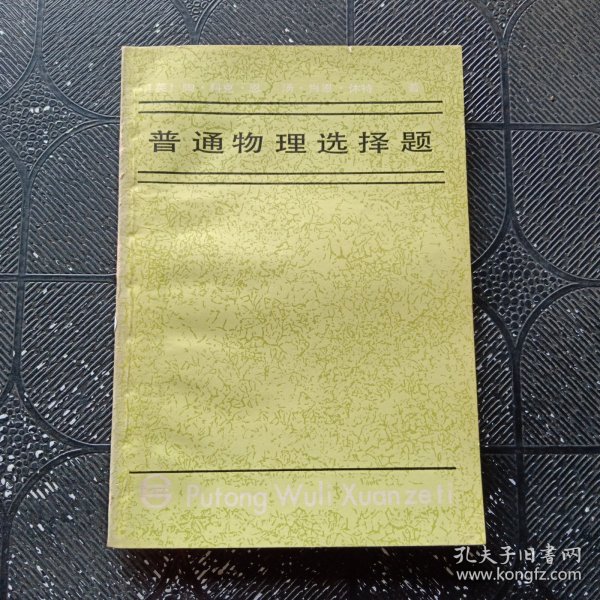 普通物理选择题
Putong Wuli Xuanzeti
孔夫子旧书网
www.kongfz.com